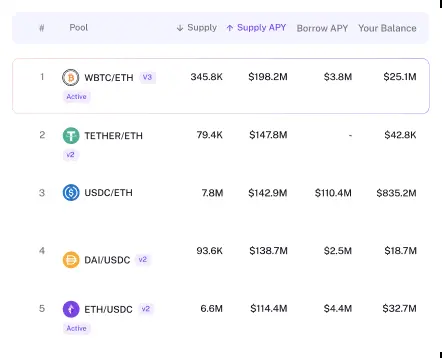 # Pool ↓ Supply ↑ Supply APY Borrow APY Your Balance
1 WBTC/ETH V3 345.8K $198.2M $3.8M $25.1M
Active
2 TETHER/ETH 79.4K $147.8M - $42.8K
v2
3 USDC/ETH 7.8M $142.9M $110.4M $835.2M
4 DAI/USDC v2 93.6K $138.7M $2.5M $18.7M
5 ETH/USDC v2 6.6M $114.4M $4.4M $32.7M
Active